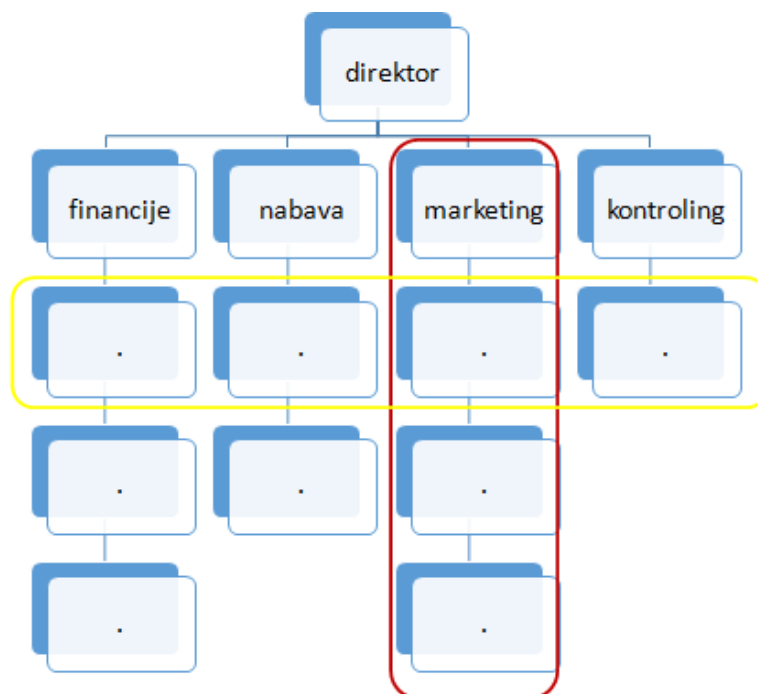 direktor
financije
nabava
marketing
kontroling
.
.
.
.
.
.
.
.
.